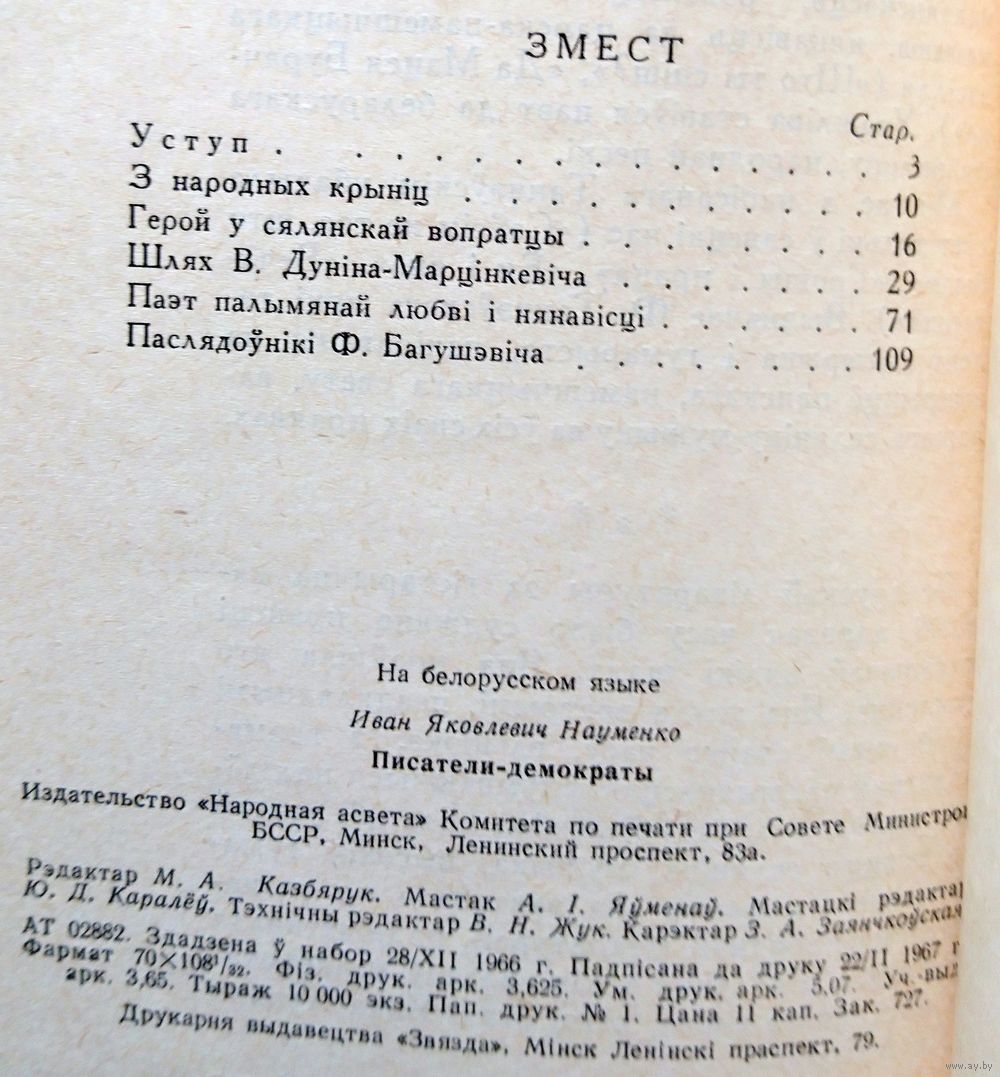 ЗМЕСТ
Стар.
Уступ . . . . . . . . . . . . . . 3
З народных крыніц . . . . . . . . . . . 10
Герой у сялянскай вопратцы . . . . . . . . 16
Шлях В. Дуніна-Марцінкевіча . . . . . . . 29
Паэт палымянай любві і нянавісці . . . . . . 71
Паслядоўнікі Ф. Багушэвіча . . . . . . . . 109
На белорусском языке
Иван Яковлевич Науменко
Писатели-демократы
Издательство «Народная асвета» Комитета по печати при Совете Министров
БССР, Минск, Ленинский проспект, 83а.
Рэдактар М. А. Казбярук. Мастак А. І. Яўменаў. Мастацкі рэдактар
Ю. Д. Каралёў. Тэхнічны рэдактар В. Н. Жук. Карэктар З. А. Заянчкоўская
АТ 02882. Здадзена ў набор 28/XII 1966 г. Падпісана да друку 22/II 1967 г
Фармат 70×108¹/₃₂. Фіз. друк. арк. 3,625. Ум. друк. арк. 5,07. Уч.-выд
арк. 3,65. Тыраж 10 000 экз. Пап. друк. № 1. Цана 11 кап. Зак. 727.
Друкарня выдавецтва «Звязда», Мінск Ленінскі праспект, 79.
www.ay.by